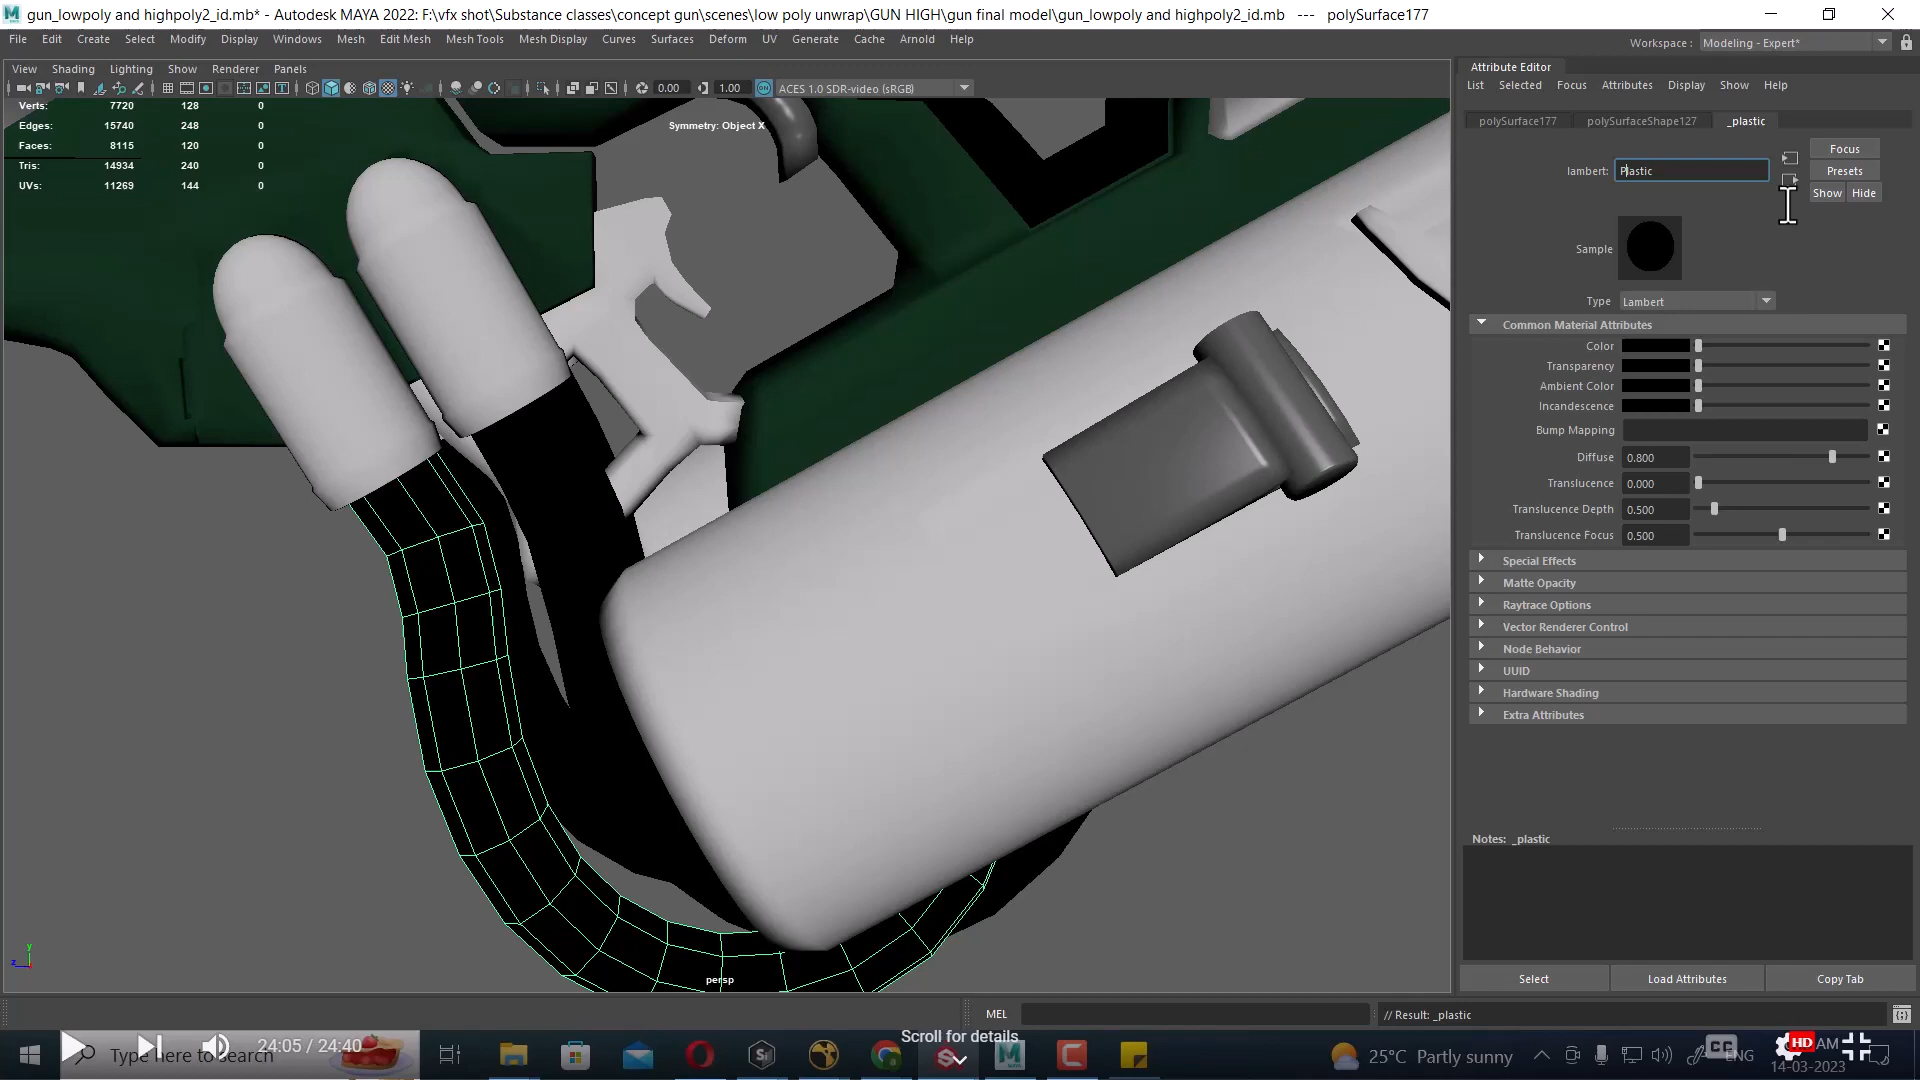 gun_lowpoly and highpoly2_id.mb* - Autodesk MAYA 2022: F:\vfx shot\Substance classes\concept gun\scenes\low poly unwrap\GUN HIGH\gun final model\gun_lowpoly and highpoly2_id.mb --- polySurface177
File Edit Create Select Modify Display Windows Mesh Edit Mesh Mesh Tools Mesh Display Curves Surfaces Deform UV Generate Cache Arnold Help
Workspace : Modeling - Expert*
View Shading Lighting Show Renderer Panels
0.00 1.00 ON ACES 1.0 SDR-video (sRGB)
Verts: 7720 128 0
Edges: 15740 248 0
Faces: 8115 120 0
Tris: 14934 240 0
UVs: 11269 144 0
Symmetry: Object X
persp
Attribute Editor
List Selected Focus Attributes Display Show Help
polySurface177 polySurfaceShape127 _plastic
lambert: Plastic
Focus
Presets
Show Hide
Sample
Type Lambert
Common Material Attributes
Color
Transparency
Ambient Color
Incandescence
Bump Mapping
Diffuse 0.800
Translucence 0.000
Translucence Depth 0.500
Translucence Focus 0.500
Special Effects
Matte Opacity
Raytrace Options
Vector Renderer Control
Node Behavior
UUID
Hardware Shading
Extra Attributes
Notes: _plastic
Select Load Attributes Copy Tab
MEL // Result: _plastic
Scroll for details
Type here to search
24:05 / 24:40
25°C Partly sunny
CC ENG HD AM
14-03-2023